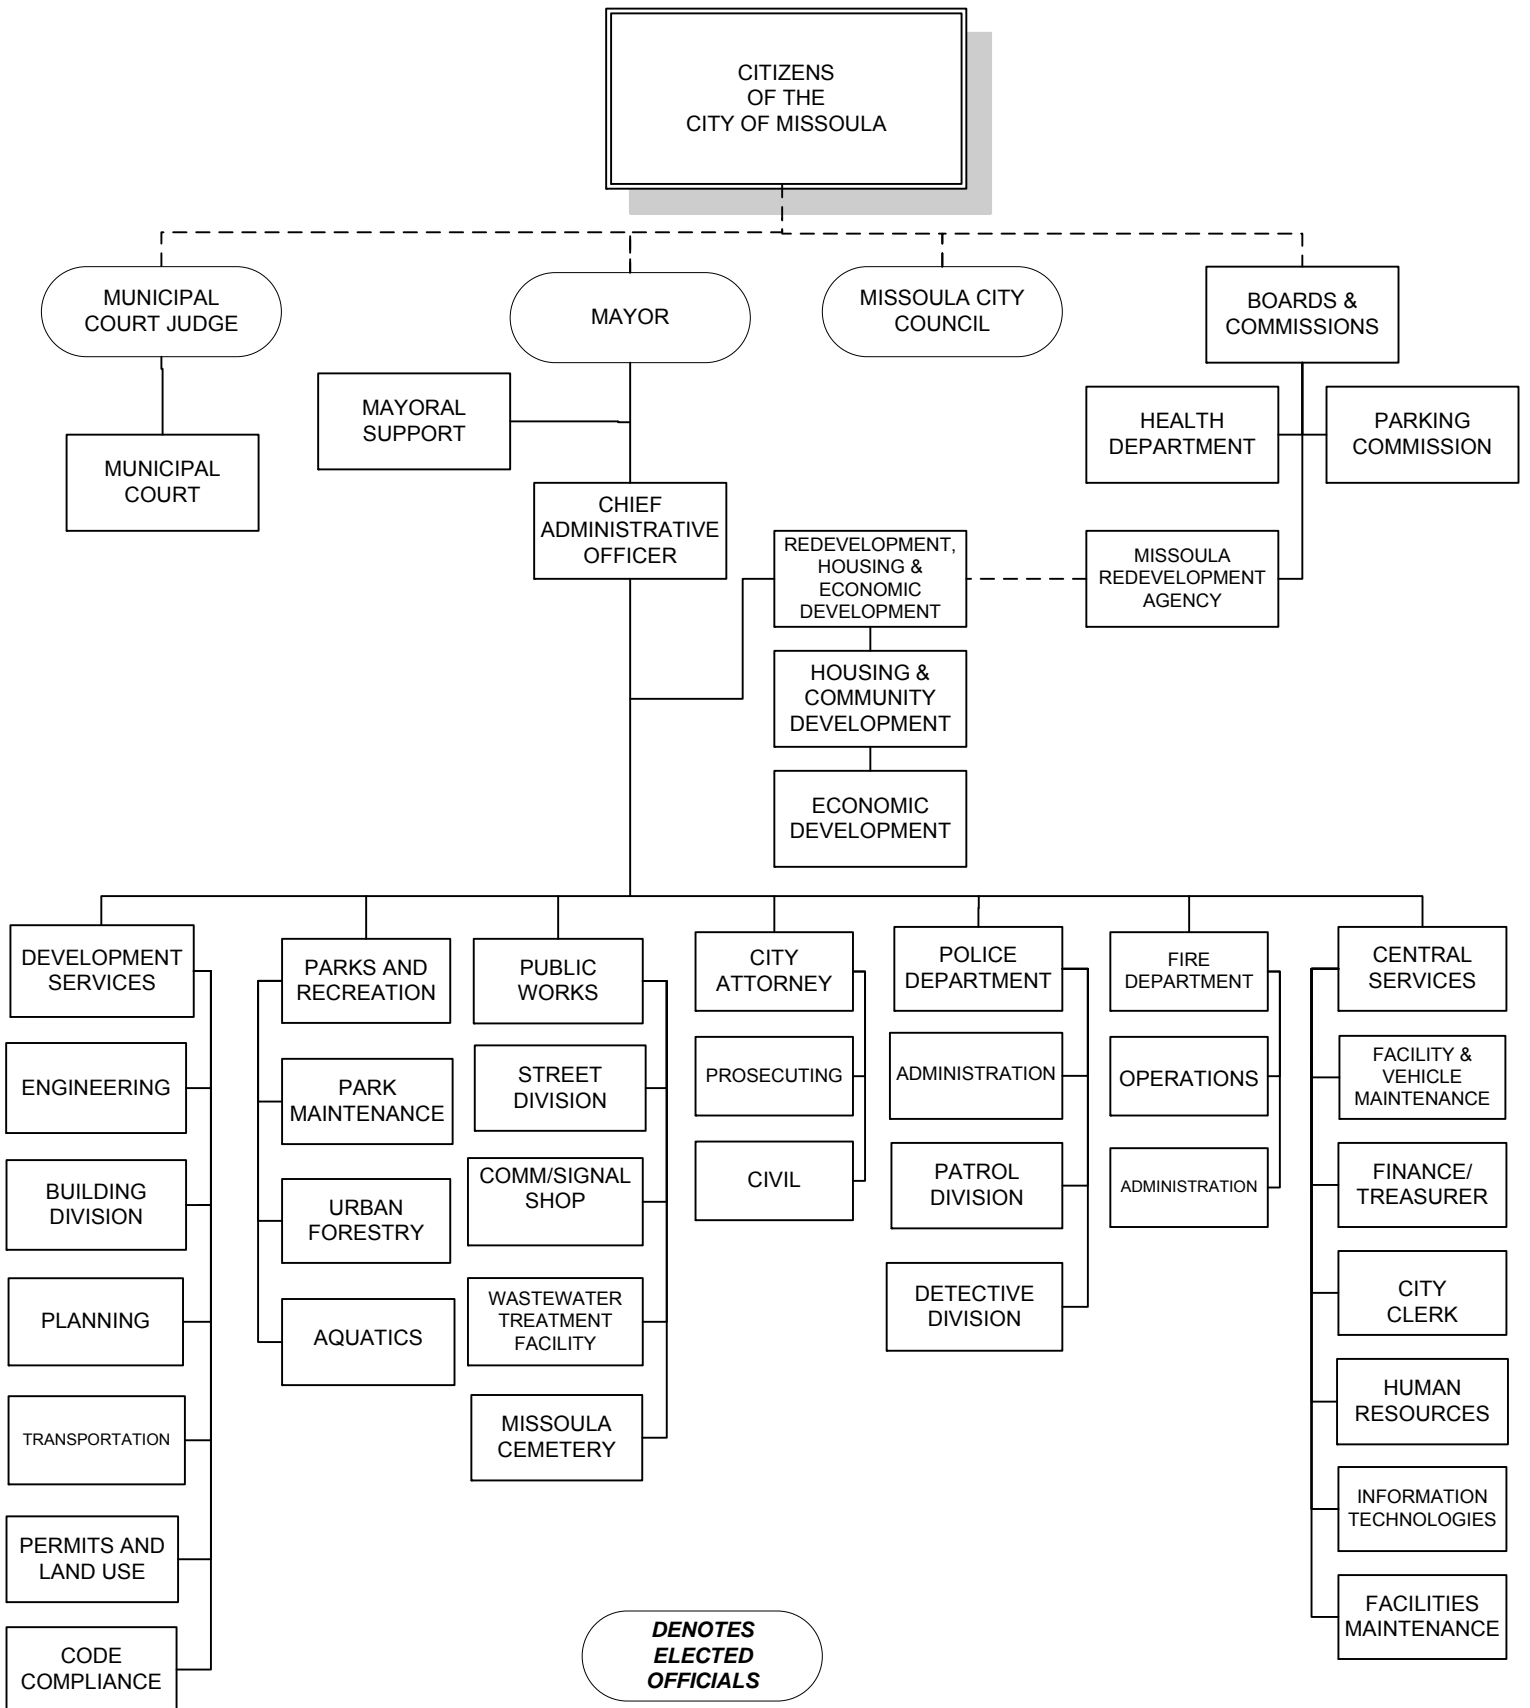 CITIZENS
OF THE
CITY OF MISSOULA
MUNICIPAL
COURT JUDGE
MAYOR
MISSOULA CITY
COUNCIL
BOARDS &
COMMISSIONS
MAYORAL
SUPPORT
HEALTH
DEPARTMENT
PARKING
COMMISSION
MUNICIPAL
COURT
CHIEF
ADMINISTRATIVE
OFFICER
REDEVELOPMENT,
HOUSING &
ECONOMIC
DEVELOPMENT
MISSOULA
REDEVELOPMENT
AGENCY
HOUSING &
COMMUNITY
DEVELOPMENT
ECONOMIC
DEVELOPMENT
DEVELOPMENT
SERVICES
ENGINEERING
BUILDING
DIVISION
PLANNING
TRANSPORTATION
PERMITS AND
LAND USE
CODE
COMPLIANCE
PARKS AND
RECREATION
PARK
MAINTENANCE
URBAN
FORESTRY
AQUATICS
PUBLIC
WORKS
STREET
DIVISION
COMM/SIGNAL
SHOP
WASTEWATER
TREATMENT
FACILITY
MISSOULA
CEMETERY
CITY
ATTORNEY
PROSECUTING
CIVIL
POLICE
DEPARTMENT
ADMINISTRATION
PATROL
DIVISION
DETECTIVE
DIVISION
FIRE
DEPARTMENT
OPERATIONS
ADMINISTRATION
CENTRAL
SERVICES
FACILITY &
VEHICLE
MAINTENANCE
FINANCE/
TREASURER
CITY
CLERK
HUMAN
RESOURCES
INFORMATION
TECHNOLOGIES
FACILITIES
MAINTENANCE
DENOTES
ELECTED
OFFICIALS